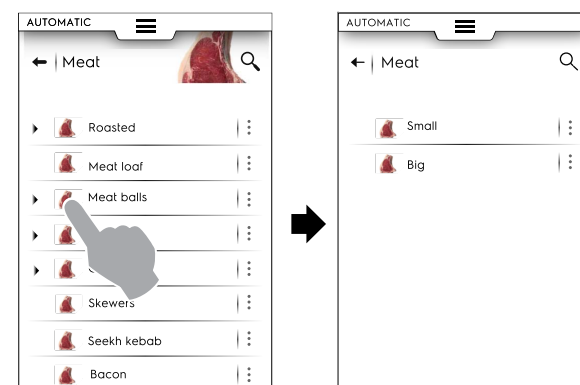 AUTOMATIC
Meat
Roasted
Meat loaf
Meat balls
Skewers
Seekh kebab
Bacon
AUTOMATIC
Meat
Small
Big